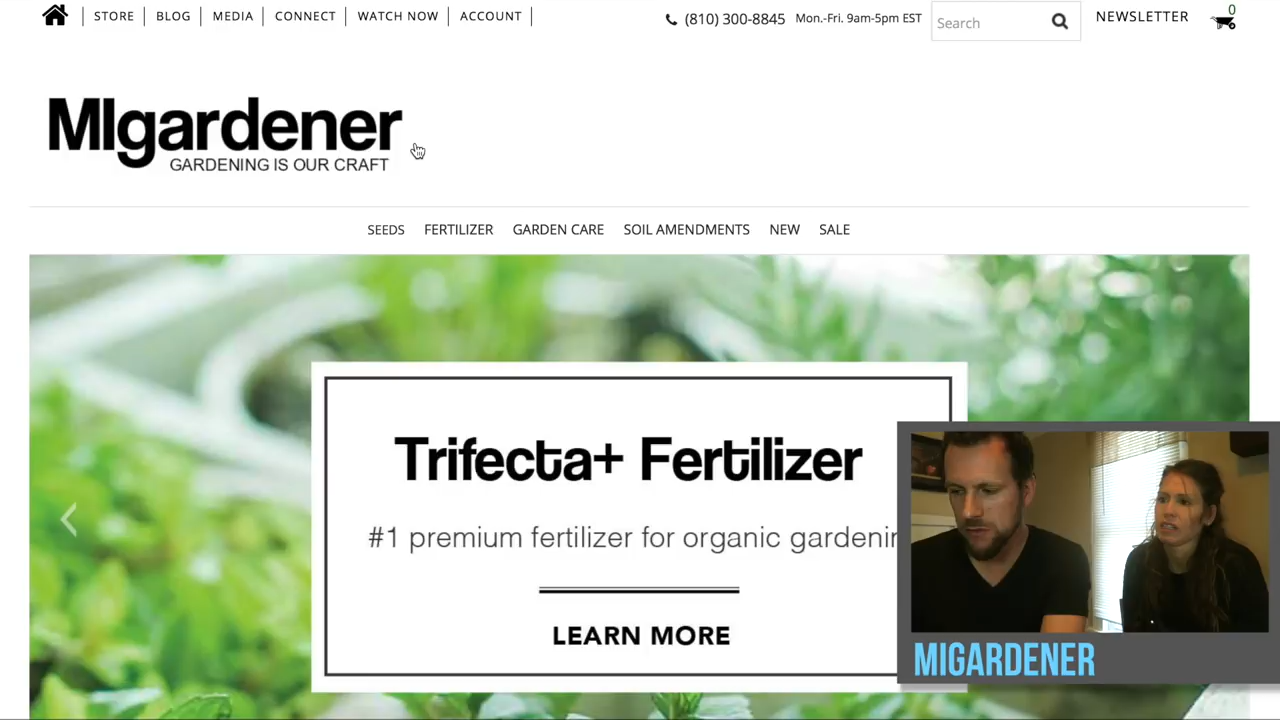 STORE BLOG MEDIA CONNECT WATCH NOW ACCOUNT (810) 300-8845 Mon.-Fri. 9am-5pm EST Search NEWSLETTER 0
MIgardener
GARDENING IS OUR CRAFT
SEEDS FERTILIZER GARDEN CARE SOIL AMENDMENTS NEW SALE
Trifecta+ Fertilizer
#1 premium fertilizer for organic gardenin
LEARN MORE
MIGARDENER